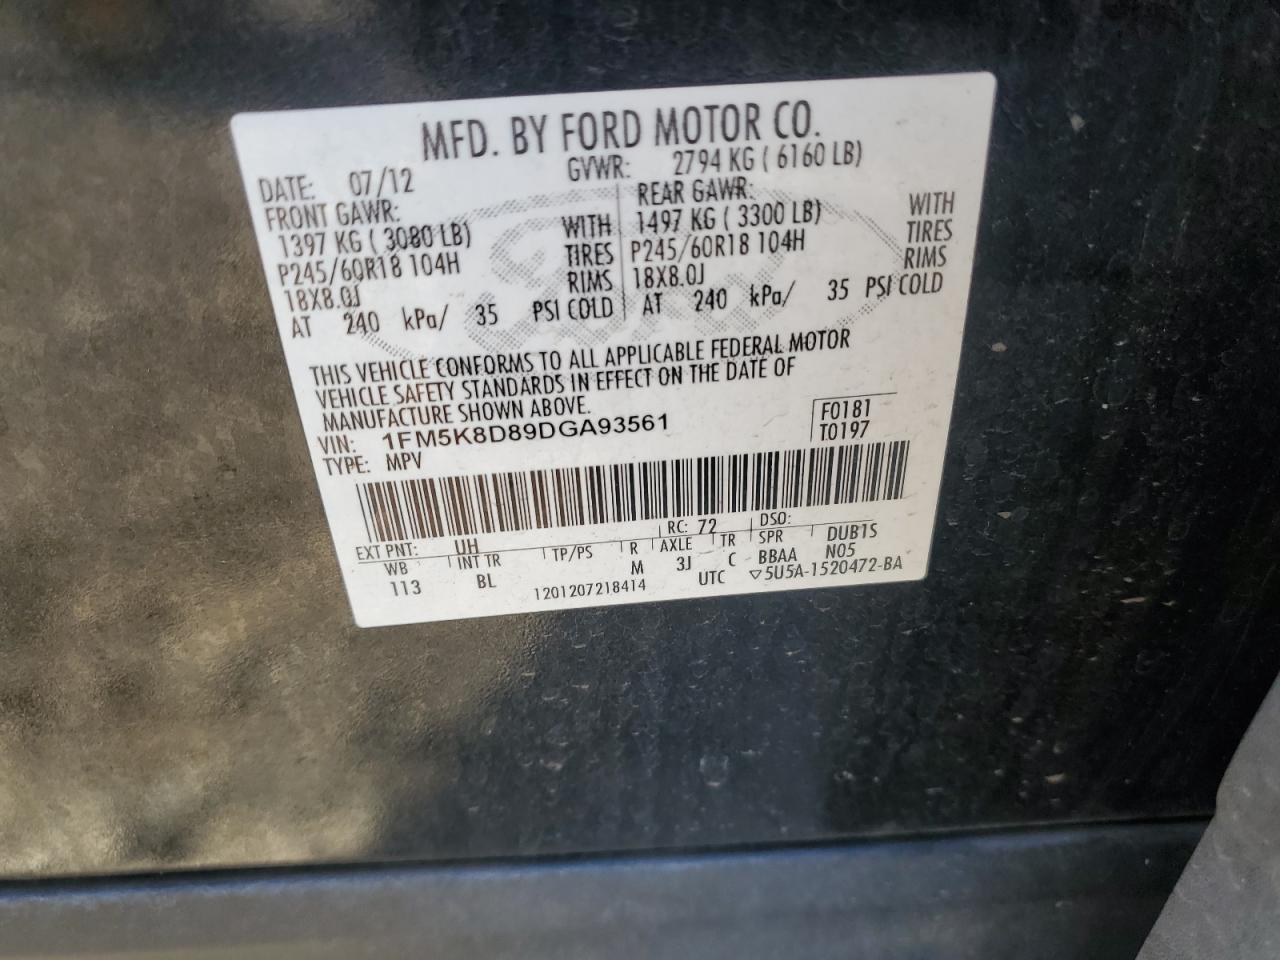 MFD. BY FORD MOTOR CO.
DATE: 07/12 GVWR: 2794 KG ( 6160 LB)
FRONT GAWR: REAR GAWR:
1397 KG ( 3080 LB) WITH 1497 KG ( 3300 LB) WITH
P245/60R18 104H TIRES P245/60R18 104H TIRES
18X8.0J RIMS 18X8.0J RIMS
AT 240 kPa/ 35 PSI COLD AT 240 kPa/ 35 PSI COLD
Ford
THIS VEHICLE CONFORMS TO ALL APPLICABLE FEDERAL MOTOR
VEHICLE SAFETY STANDARDS IN EFFECT ON THE DATE OF
MANUFACTURE SHOWN ABOVE.
VIN: 1FM5K8D89DGA93561 F0181
TYPE: MPV T0197
EXT PNT: UH RC: 72 DSO:
WB INT TR TP/PS R AXLE TR SPR DUB1S
113 BL M 3J C BBAA N05
1201207218414 UTC ▽5U5A-1520472-BA